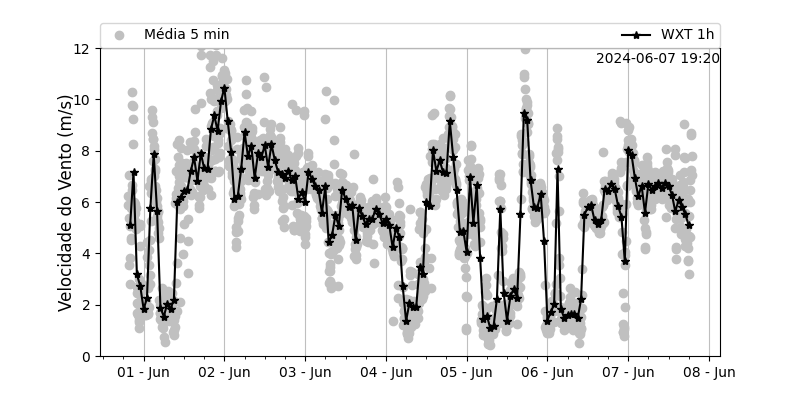 Média 5 min
WXT 1h
2024-06-07 19:20
Velocidade do Vento (m/s)
12
10
8
6
4
2
0
01 - Jun
02 - Jun
03 - Jun
04 - Jun
05 - Jun
06 - Jun
07 - Jun
08 - Jun